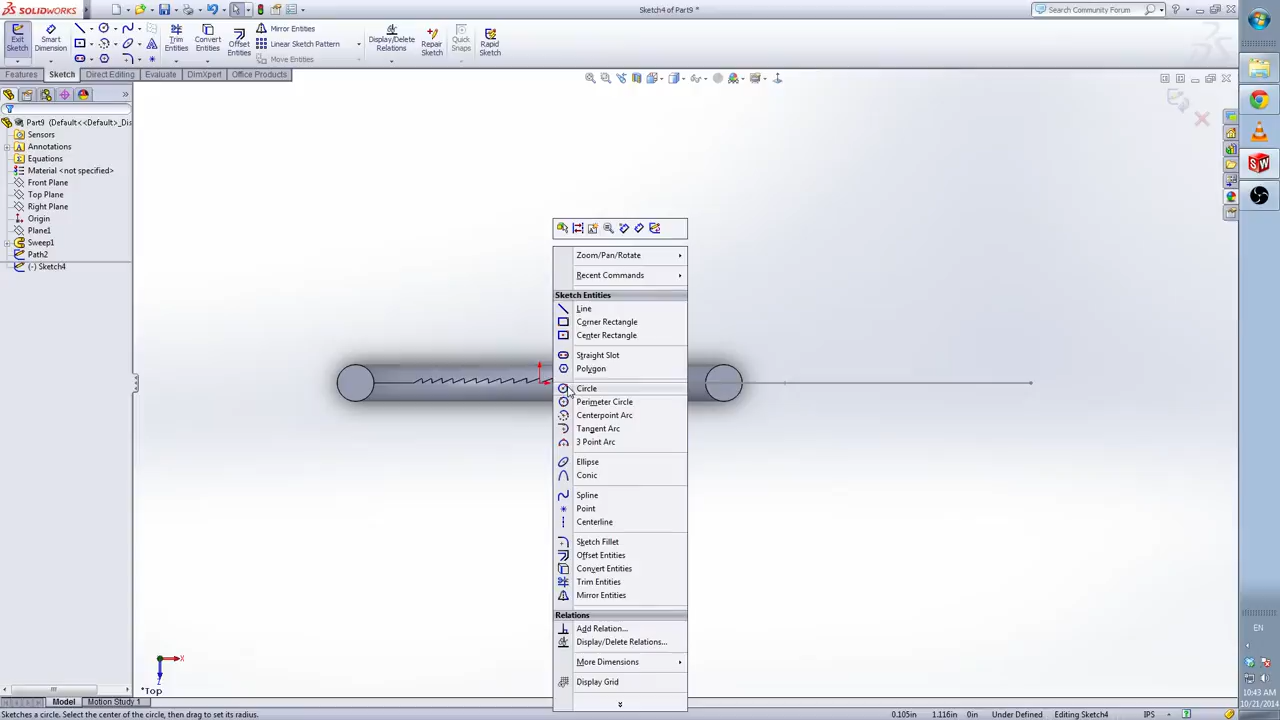 SOLIDWORKS
Sketch4 of Part9 *
Search Community Forum
Exit Sketch
Smart Dimension
Trim Entities
Convert Entities
Offset Entities
Mirror Entities
Linear Sketch Pattern
Move Entities
Display/Delete Relations
Repair Sketch
Quick Snaps
Rapid Sketch
Features
Sketch
Direct Editing
Evaluate
DimXpert
Office Products
Part9 (Default<<Default>_Dis
Sensors
Annotations
Equations
Material <not specified>
Front Plane
Top Plane
Right Plane
Origin
Plane1
Sweep1
Path2
(-) Sketch4
Zoom/Pan/Rotate
Recent Commands
Sketch Entities
Line
Corner Rectangle
Center Rectangle
Straight Slot
Polygon
Circle
Perimeter Circle
Centerpoint Arc
Tangent Arc
3 Point Arc
Ellipse
Conic
Spline
Point
Centerline
Sketch Fillet
Offset Entities
Convert Entities
Trim Entities
Mirror Entities
Relations
Add Relation...
Display/Delete Relations...
More Dimensions
Display Grid
X
*Top
Model
Motion Study 1
Sketches a circle. Select the center of the circle, then drag to set its radius.
0.105in
1.116in
0in
Under Defined
Editing Sketch4
IPS
EN
10:43 AM
10/21/2014